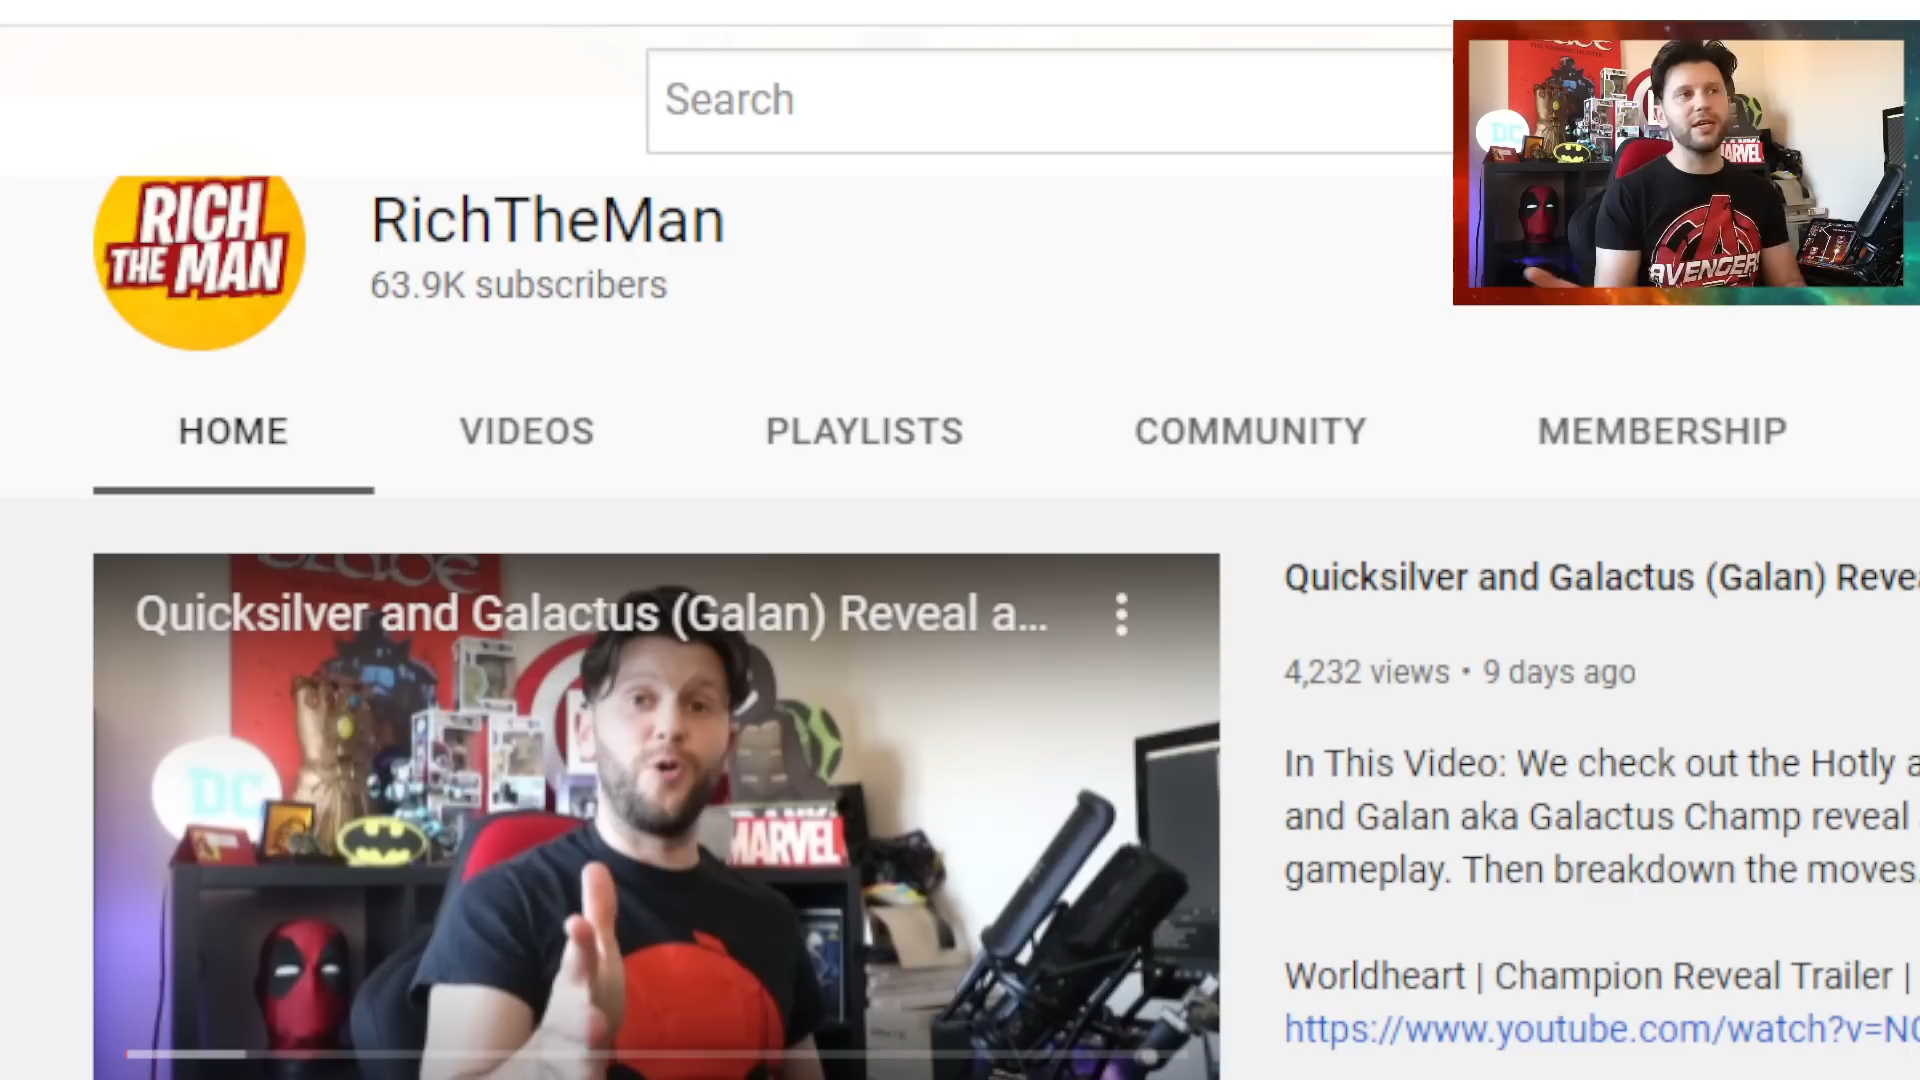 Search
RICH
THE MAN
RichTheMan
63.9K subscribers
HOME
VIDEOS
PLAYLISTS
COMMUNITY
MEMBERSHIP
DC
MARVEL
AVENGERS
Quicksilver and Galactus (Galan) Reveal a...
DC
MARVEL
Quicksilver and Galactus (Galan) Reve
4,232 views • 9 days ago
In This Video: We check out the Hotly a
and Galan aka Galactus Champ reveal
gameplay. Then breakdown the moves.
Worldheart | Champion Reveal Trailer |
https://www.youtube.com/watch?v=N